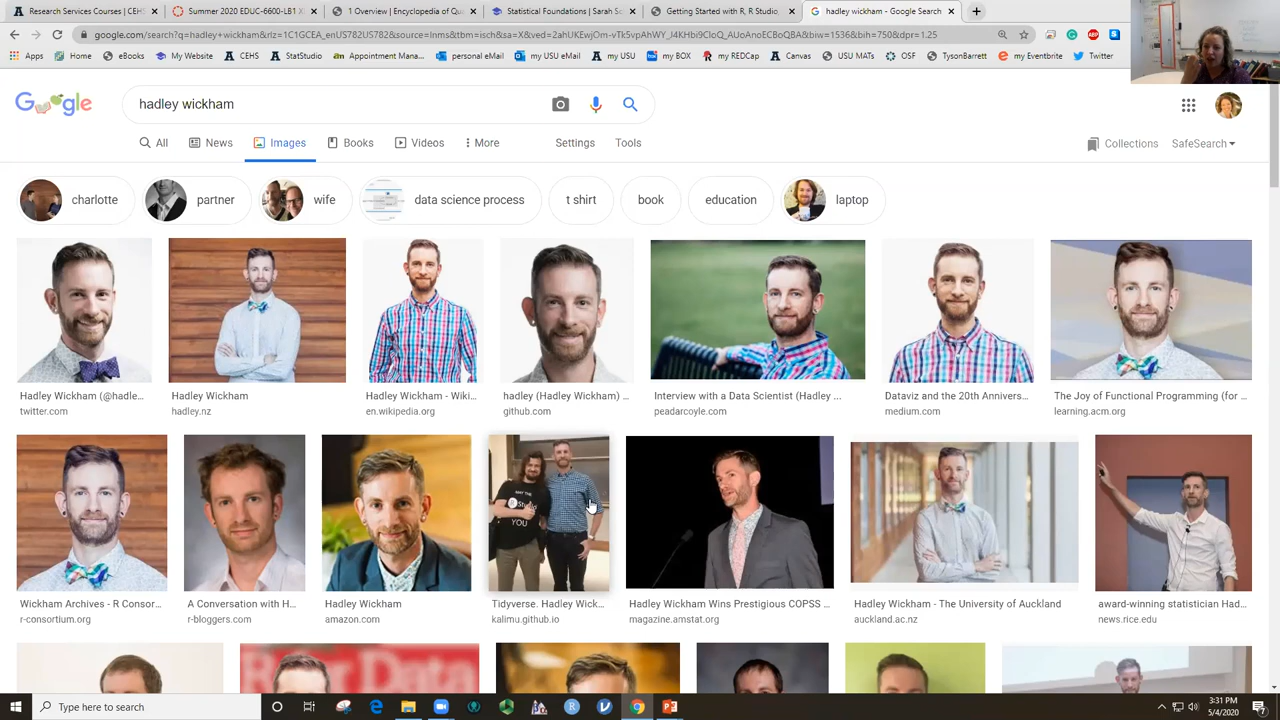 Research Services | C
Summer 2020 EDUC-6600-LB1 X
1 Overview | Encyclopedia of Qu
Statistical Foundations | Sarah Sc
Getting Started with R, R Studio,
hadley wickham - Google Search
google.com/search?q=hadley+wickham&rlz=1C1GCEA_enUS782US782&source=lnms&tbm=isch&sa=X&ved=2ahUKEwjOm-vTk5vpAhWY_J4KHbi9CloQ_AUoAnoECBoQBA&biw=1536&bih=750&dpr=1.25
Apps Home eBooks My CEHS StatStudio Appointment Manage... My PLOTS My USU my BOX my REDCap Canvas USU MATs OSF TysonBarrett my Eventbrite my Twitter
Google
hadley wickham
All News Images Books Videos More Settings Tools Collections SafeSearch
charlotte partner wife data science process t shirt book education laptop
Hadley Wickham (@hadle...
twitter.com
Hadley Wickham
hadley.nz
Hadley Wickham - Wiki...
en.wikipedia.org
hadley (Hadley Wickham) ...
github.com
Interview with a Data Scientist (Hadley ...
peadarcoyle.com
Dataviz and the 20th Annivers...
medium.com
The Joy of Functional Programming (for ...
learning.acm.org
MAY THE
YOU
Wickham Archives - R Consor...
r-consortium.org
A Conversation with H...
r-bloggers.com
Hadley Wickham
amazon.com
Tidyverse. Hadley Wick...
kalimu.github.io
Hadley Wickham Wins Prestigious COPSS ...
magazine.amstat.org
Hadley Wickham - The University of Auckland
auckland.ac.nz
award-winning statistician Had...
news.rice.edu
Type here to search
3:31 PM
5/4/2020